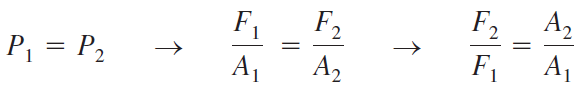 P₁ = P₂ → F₁/A₁ = F₂/A₂ → F₂/F₁ = A₂/A₁